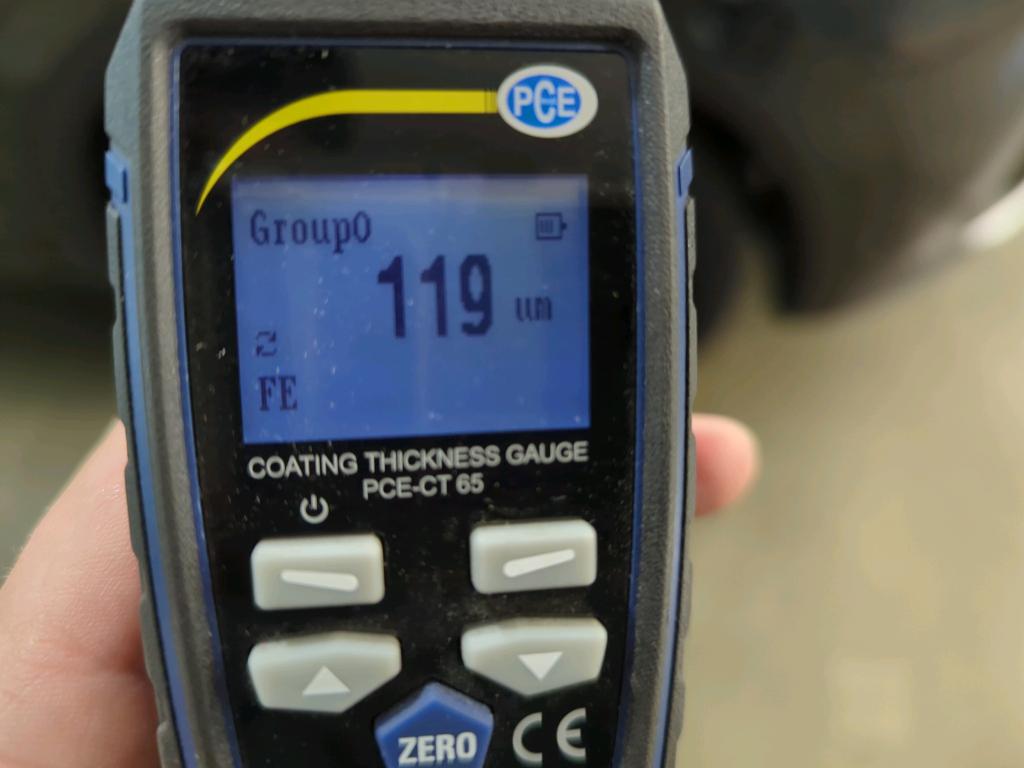 PCE
Group0
119 um
FE
COATING THICKNESS GAUGE
PCE-CT 65
ZERO CE